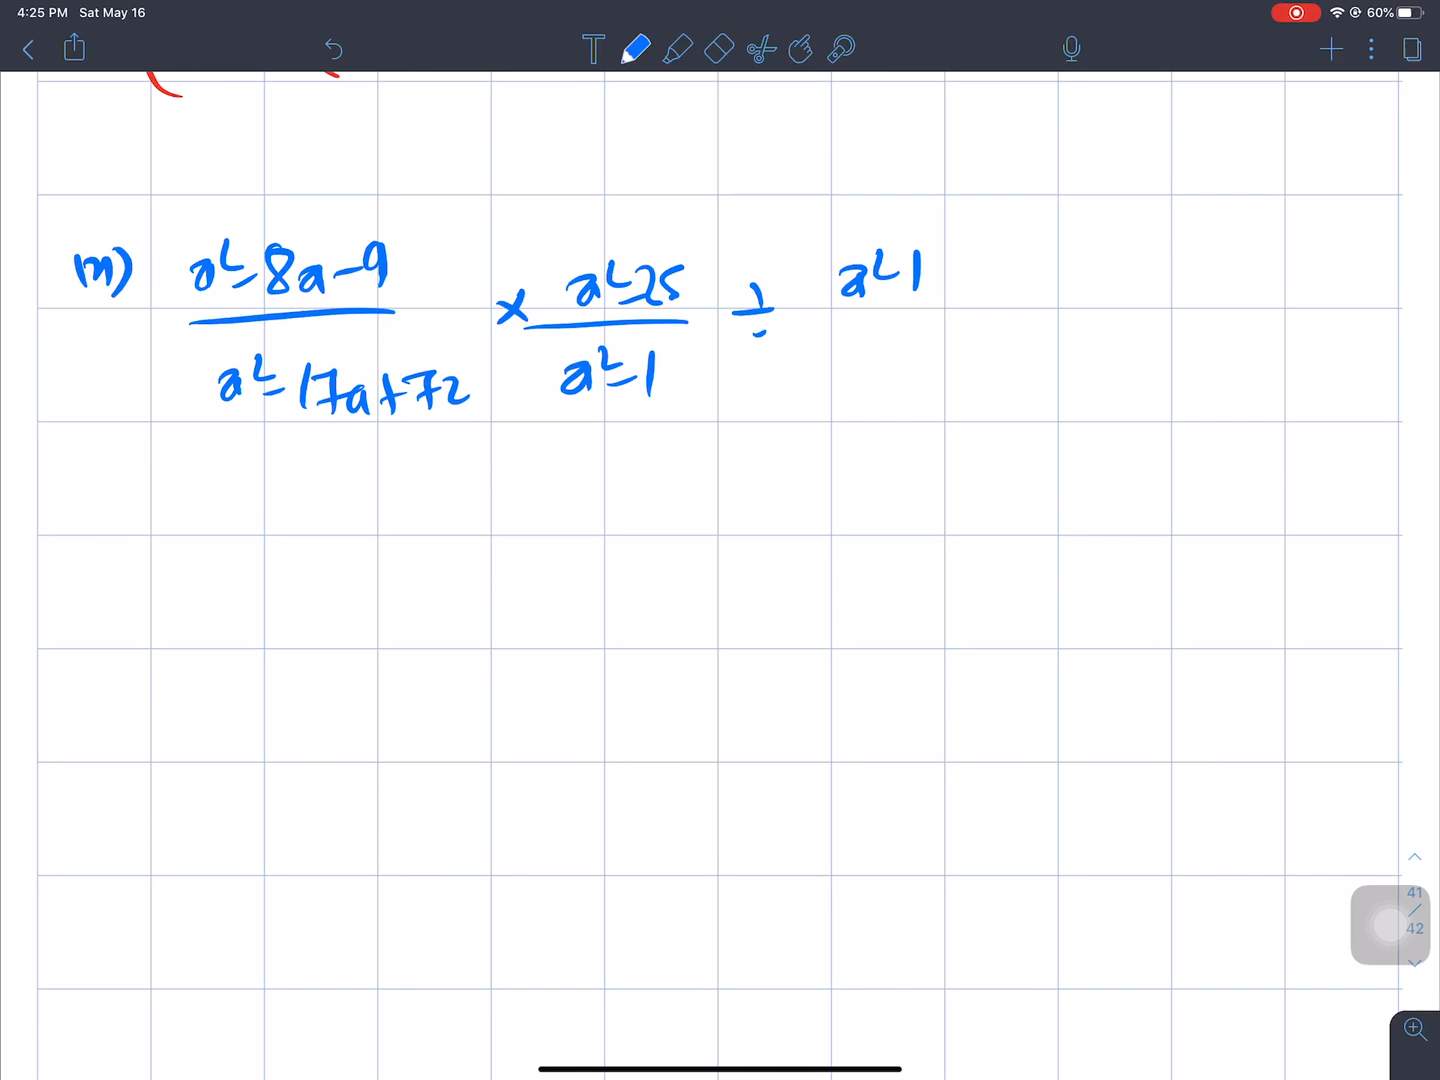 4:25 PM Sat May 16
60%
T
(n) a² - 8a - 9 / a² - 17a + 72 × a² - 25 / a² - 1 ÷ a² 1
41
/
42